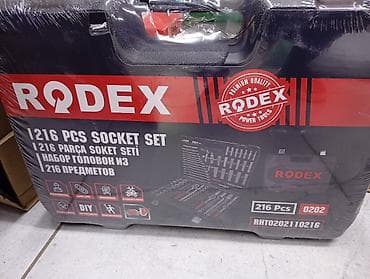 RODEX
PREMIUM QUALITY
RODEX
POWER TOOLS
216 PCS SOCKET SET
216 PARÇA SOKET SETİ
НАБОР ГОЛОВОК ИЗ
216 ПРЕДМЕТОВ
RODEX
DIY
216 Pcs
0202
RHT0202110216